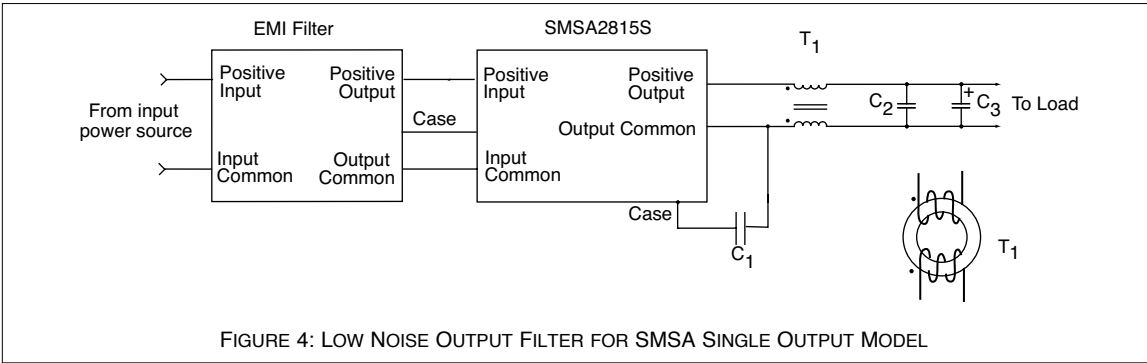 EMI Filter
SMSA2815S
T1
From input
power source
Positive
Input
Positive
Output
Case
Input
Common
Output
Common
Positive
Input
Positive
Output
Output Common
Input
Common
Case
C1
C2
+
C3
To Load
T1
FIGURE 4: LOW NOISE OUTPUT FILTER FOR SMSA SINGLE OUTPUT MODEL